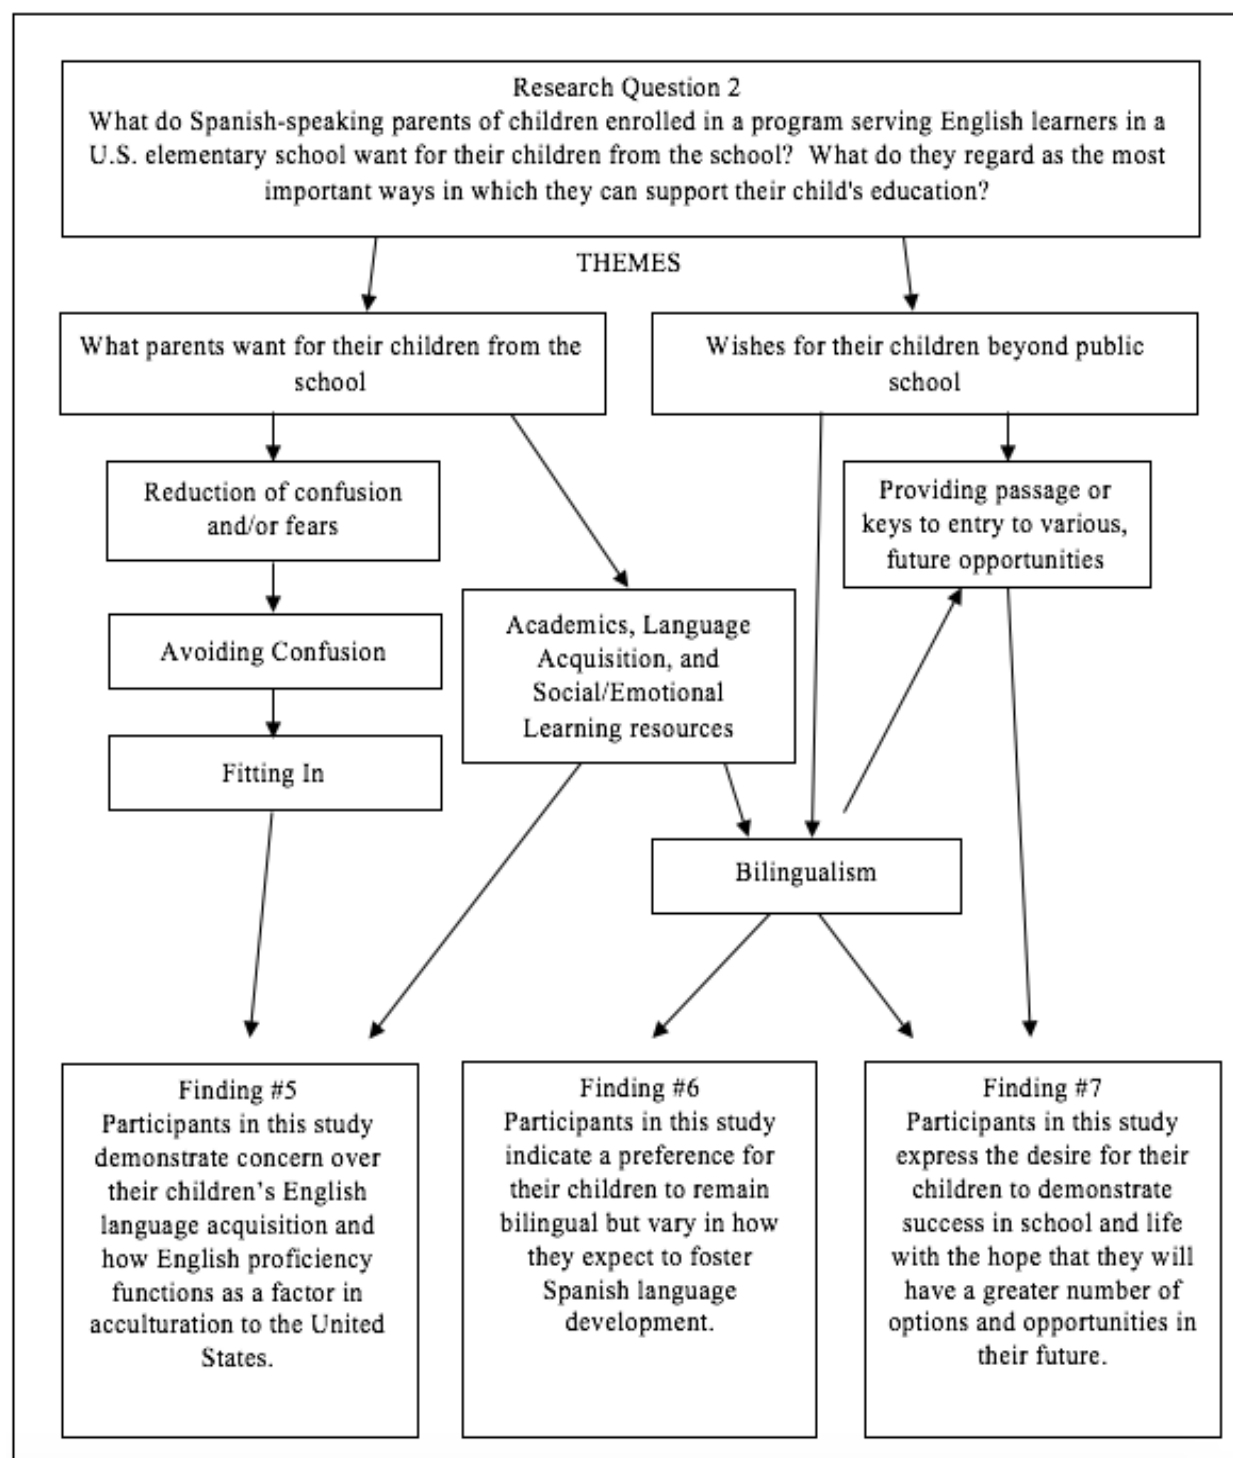 Research Question 2
What do Spanish-speaking parents of children enrolled in a program serving English learners in a
U.S. elementary school want for their children from the school?  What do they regard as the most
important ways in which they can support their child's education?
THEMES
What parents want for their children from the
school
Wishes for their children beyond public
school
Reduction of confusion
and/or fears
Providing passage or
keys to entry to various,
future opportunities
Avoiding Confusion
Academics, Language
Acquisition, and
Social/Emotional
Learning resources
Fitting In
Bilingualism
Finding #5
Participants in this study
demonstrate concern over
their children’s English
language acquisition and
how English proficiency
functions as a factor in
acculturation to the United
States.
Finding #6
Participants in this study
indicate a preference for
their children to remain
bilingual but vary in how
they expect to foster
Spanish language
development.
Finding #7
Participants in this study
express the desire for their
children to demonstrate
success in school and life
with the hope that they will
have a greater number of
options and opportunities in
their future.